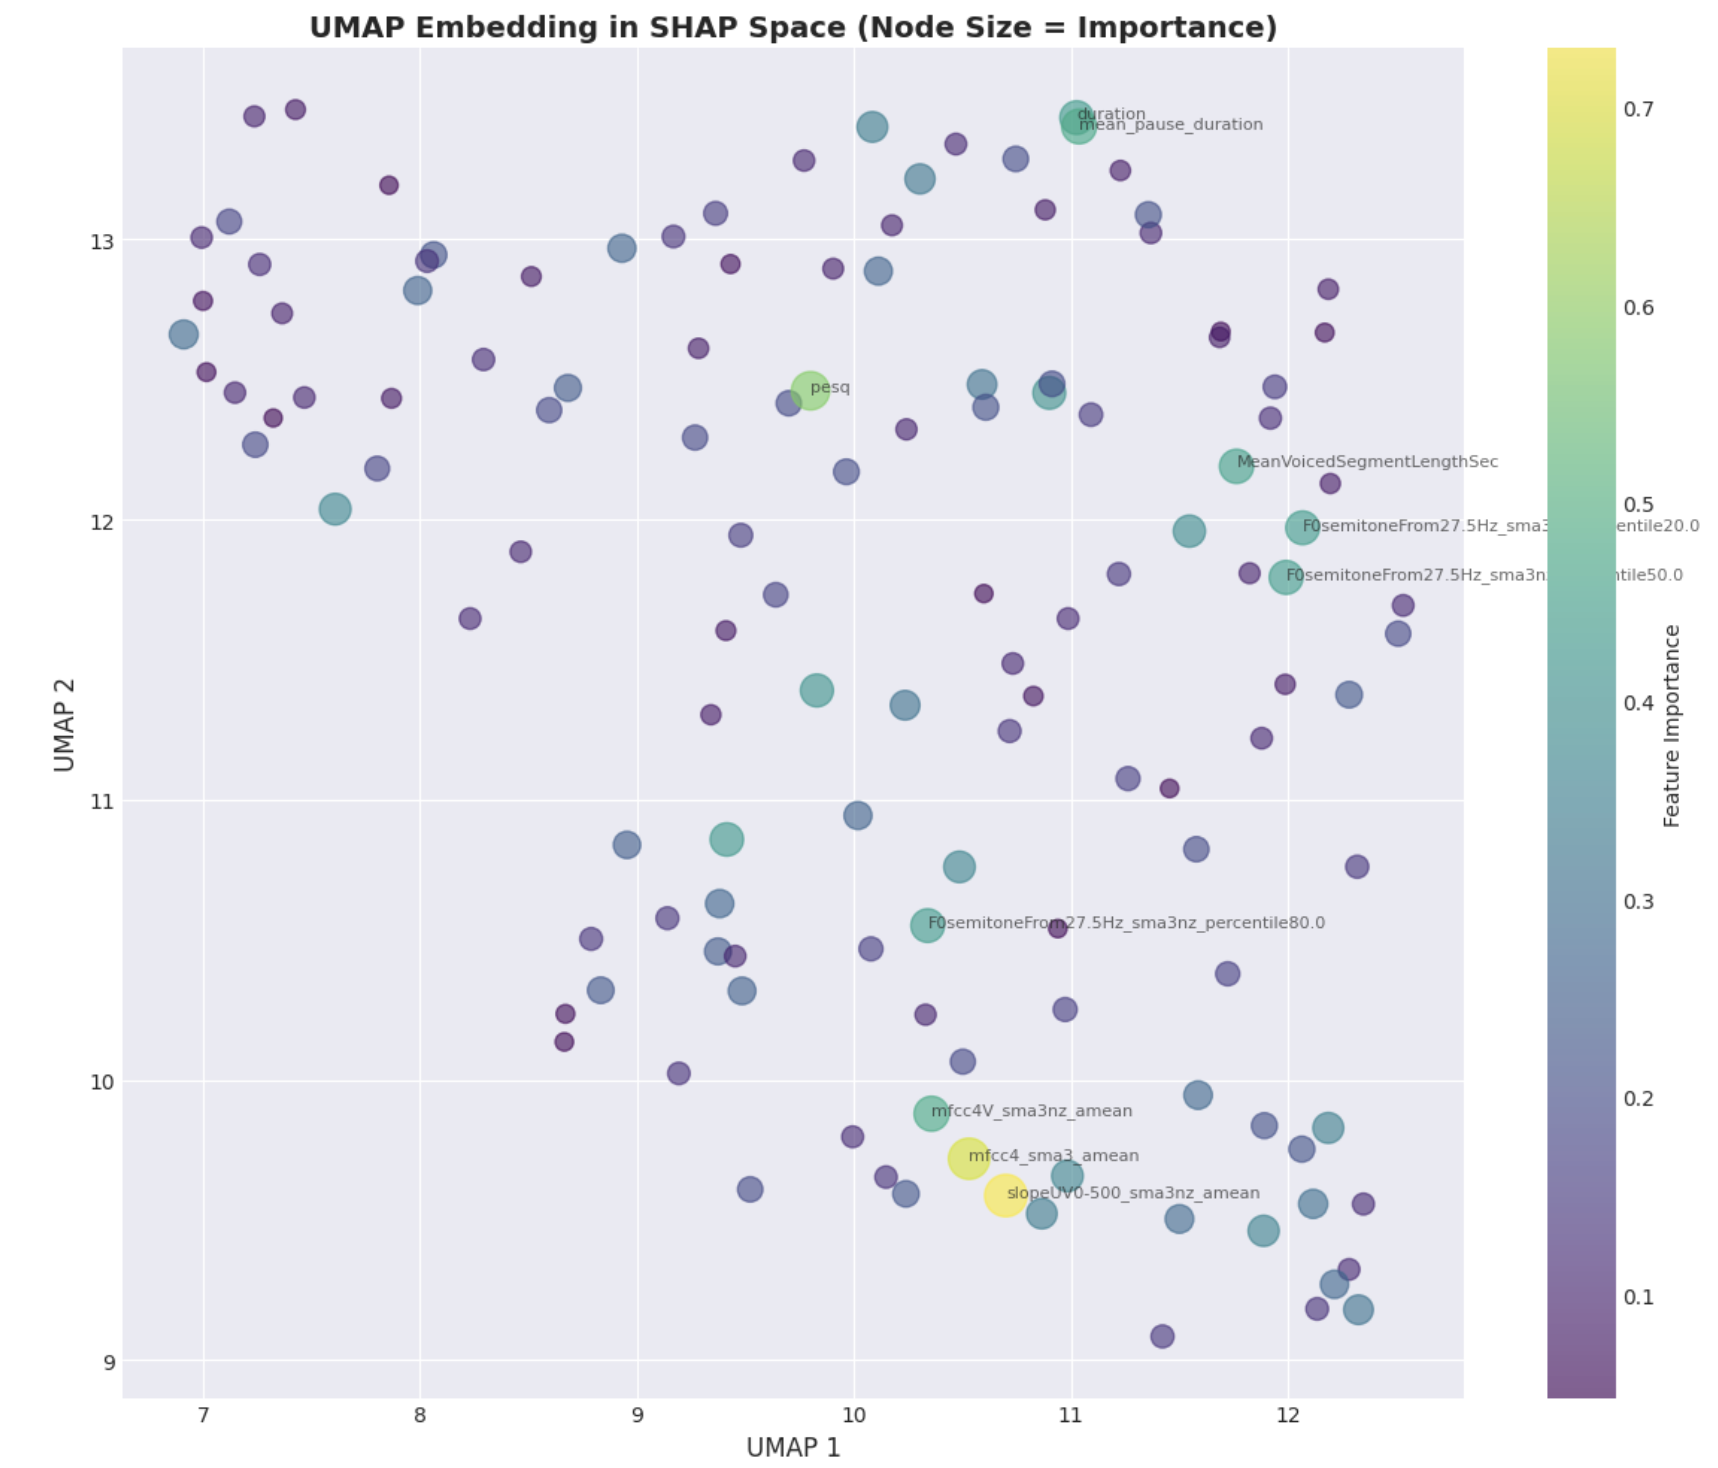 UMAP Embedding in SHAP Space (Node Size = Importance)
duration
mean_pause_duration
pesq
MeanVoicedSegmentLengthSec
F0semitoneFrom27.5Hz_sma3 entile20.0
F0semitoneFrom27.5Hz_sma3n ntile50.0
F0semitoneFrom27.5Hz_sma3nz_percentile80.0
mfcc4V_sma3nz_amean
mfcc4_sma3_amean
slopeUV0-500_sma3nz_amean
13
12
11
10
9
UMAP 2
7 8 9 10 11 12
UMAP 1
0.7
0.6
0.5
0.4
0.3
0.2
0.1
Feature Importance